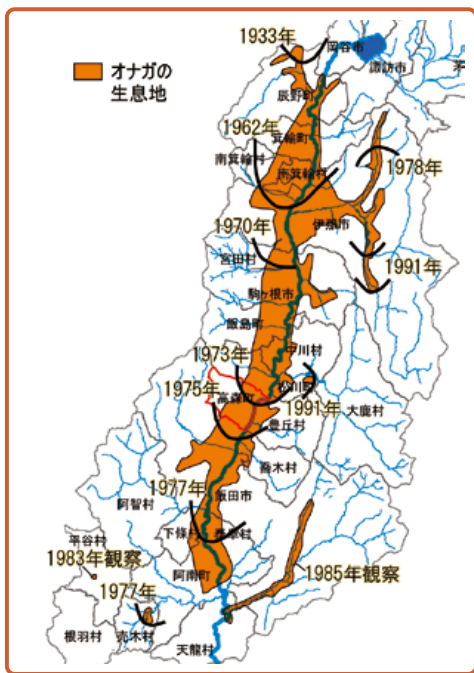 1933年
岡谷市
諏訪市
茅
オナガの
生息地
辰野町
1962年
箕輪町
南箕輪村
南箕輪村
1978年
伊那市
1970年
宮田村
1991年
駒ヶ根市
飯島町
1973年
中川村
1975年
松川町
高森町
1991年
大鹿村
豊丘村
喬木村
1977年
飯田市
阿智村
下條村
泰阜村
平谷村
1983年観察
阿南町
1985年観察
1977年
根羽村
売木村
天龍村